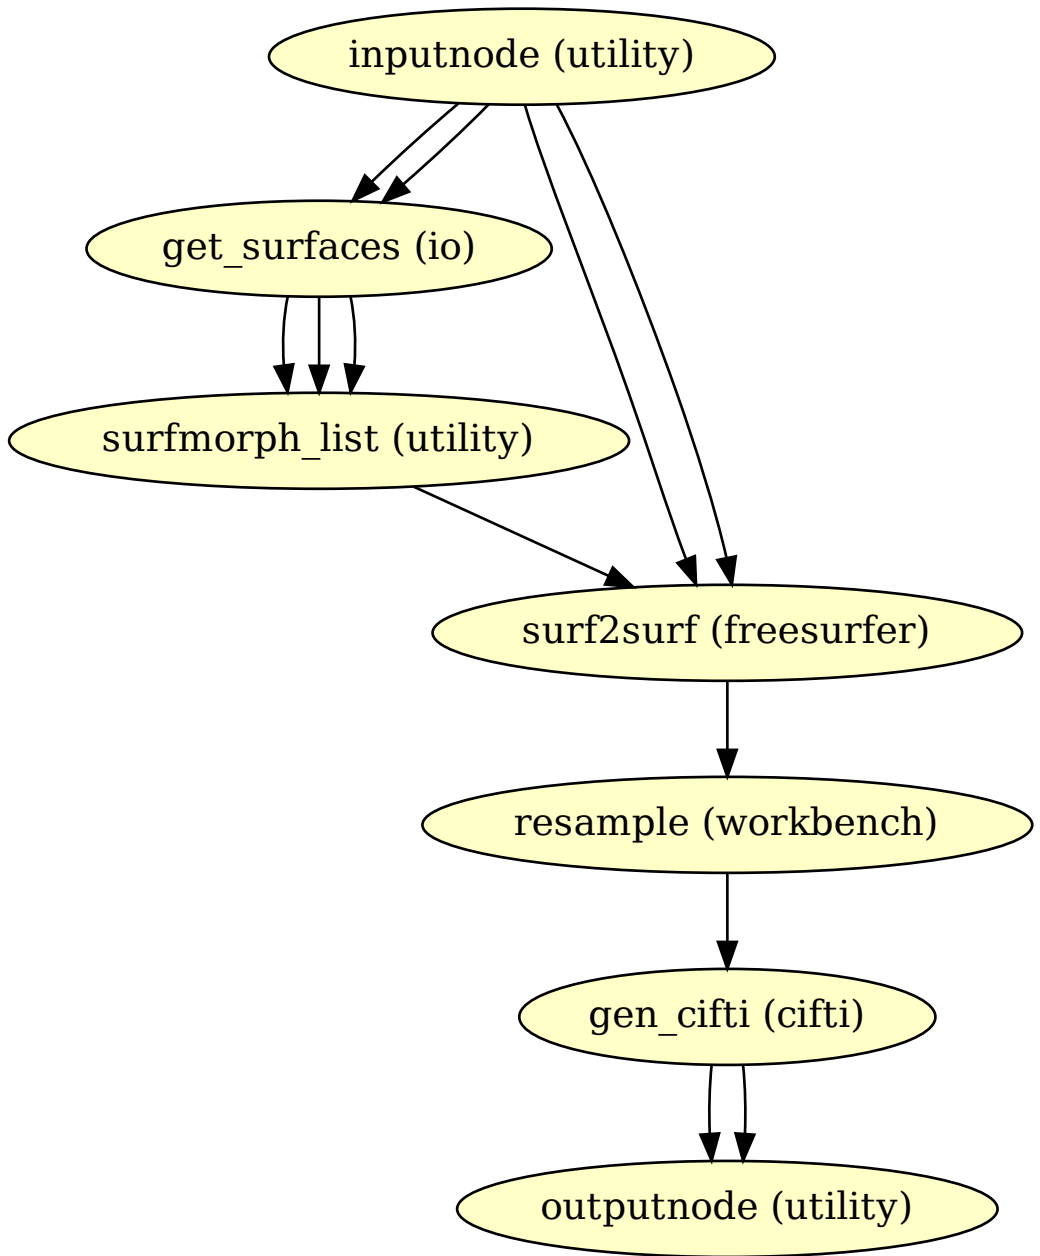 inputnode (utility)
get_surfaces (io)
surfmorph_list (utility)
surf2surf (freesurfer)
resample (workbench)
gen_cifti (cifti)
outputnode (utility)